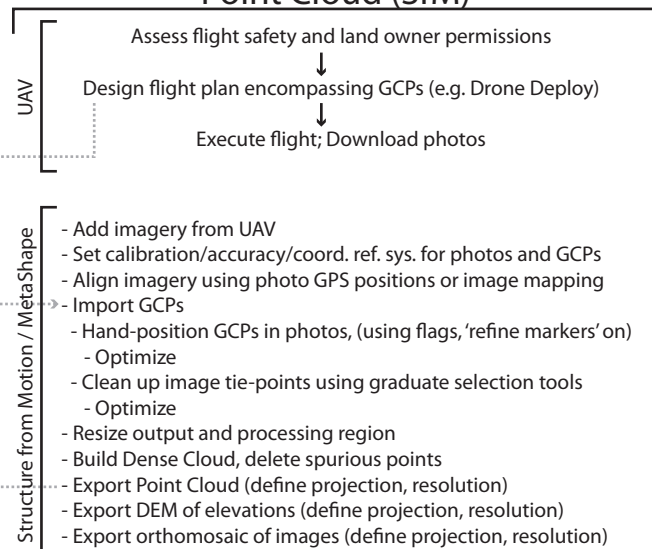 Point Cloud (SfM)
UAV
Assess flight safety and land owner permissions
Design flight plan encompassing GCPs (e.g. Drone Deploy)
Execute flight; Download photos
Structure from Motion / MetaShape
- Add imagery from UAV
- Set calibration/accuracy/coord. ref. sys. for photos and GCPs
- Align imagery using photo GPS positions or image mapping
- Import GCPs
- Hand-position GCPs in photos, (using flags, ‘refine markers’ on)
- Optimize
- Clean up image tie-points using graduate selection tools
- Optimize
- Resize output and processing region
- Build Dense Cloud, delete spurious points
- Export Point Cloud (define projection, resolution)
- Export DEM of elevations (define projection, resolution)
- Export orthomosaic of images (define projection, resolution)